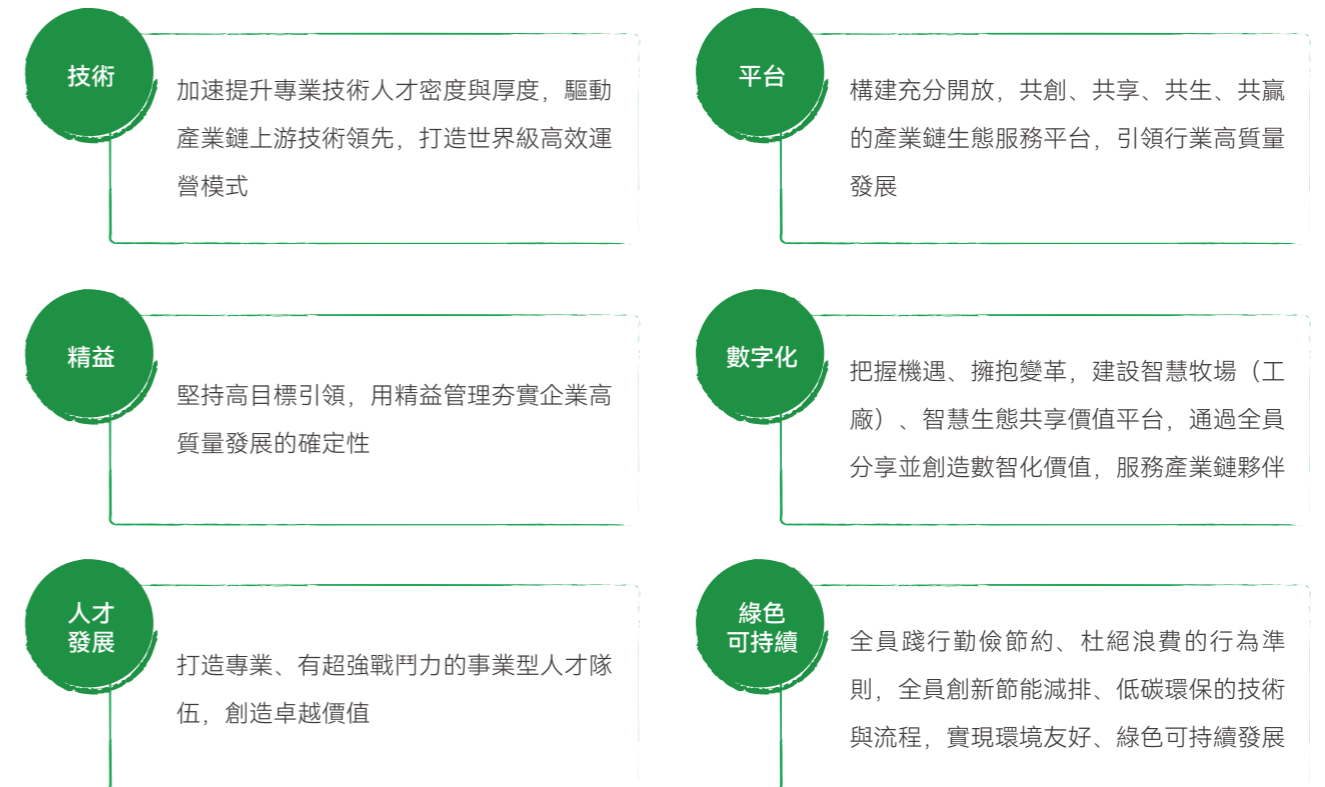 技術
加速提升專業技術人才密度與厚度，驅動
產業鏈上游技術領先，打造世界級高效運
營模式
平台
構建充分開放，共創、共享、共生、共贏
的產業鏈生態服務平台，引領行業高質量
發展
精益
堅持高目標引領，用精益管理夯實企業高
質量發展的確定性
數字化
把握機遇、擁抱變革，建設智慧牧場（工
廠）、智慧生態共享價值平台，通過全員
分享並創造數智化價值，服務產業鏈夥伴
人才
發展
打造專業、有超強戰鬥力的事業型人才隊
伍，創造卓越價值
綠色
可持續
全員踐行勤儉節約、杜絕浪費的行為準
則，全員創新節能減排、低碳環保的技術
與流程，實現環境友好、綠色可持續發展